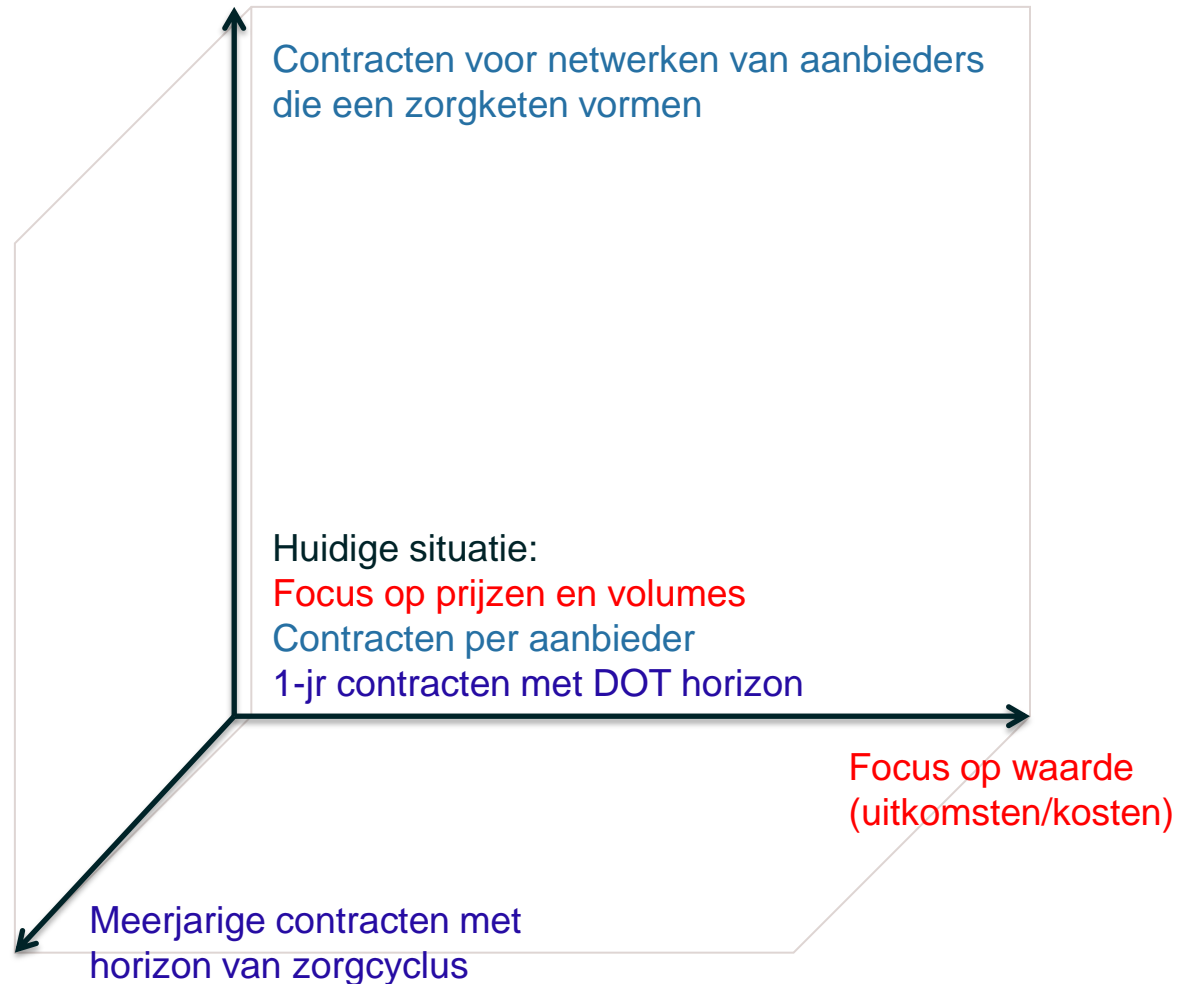 Contracten voor netwerken van aanbieders
die een zorgketen vormen
Huidige situatie:
Focus op prijzen en volumes
Contracten per aanbieder
1-jr contracten met DOT horizon
Focus op waarde
(uitkomsten/kosten)
Meerjarige contracten met
horizon van zorgcyclus